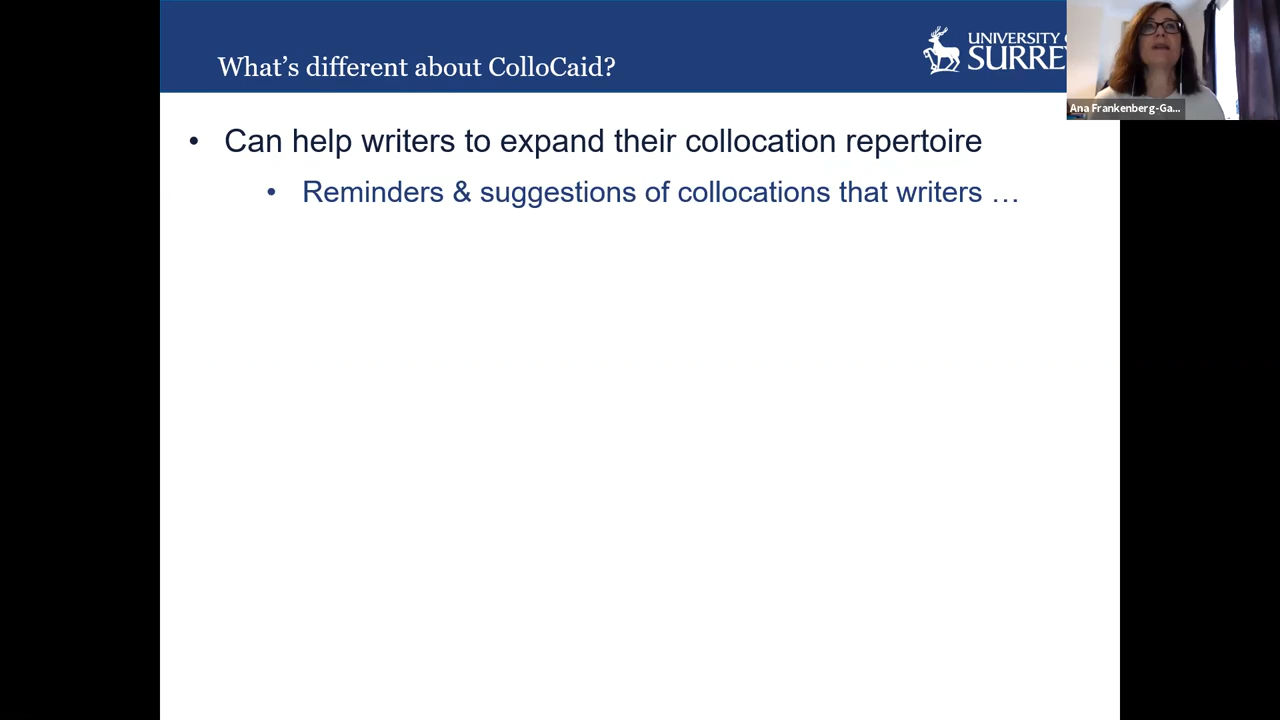 What's different about ColloCaid?
UNIVERSITY
SURREY
Ana Frankenberg-Ga...
• Can help writers to expand their collocation repertoire
• Reminders & suggestions of collocations that writers …